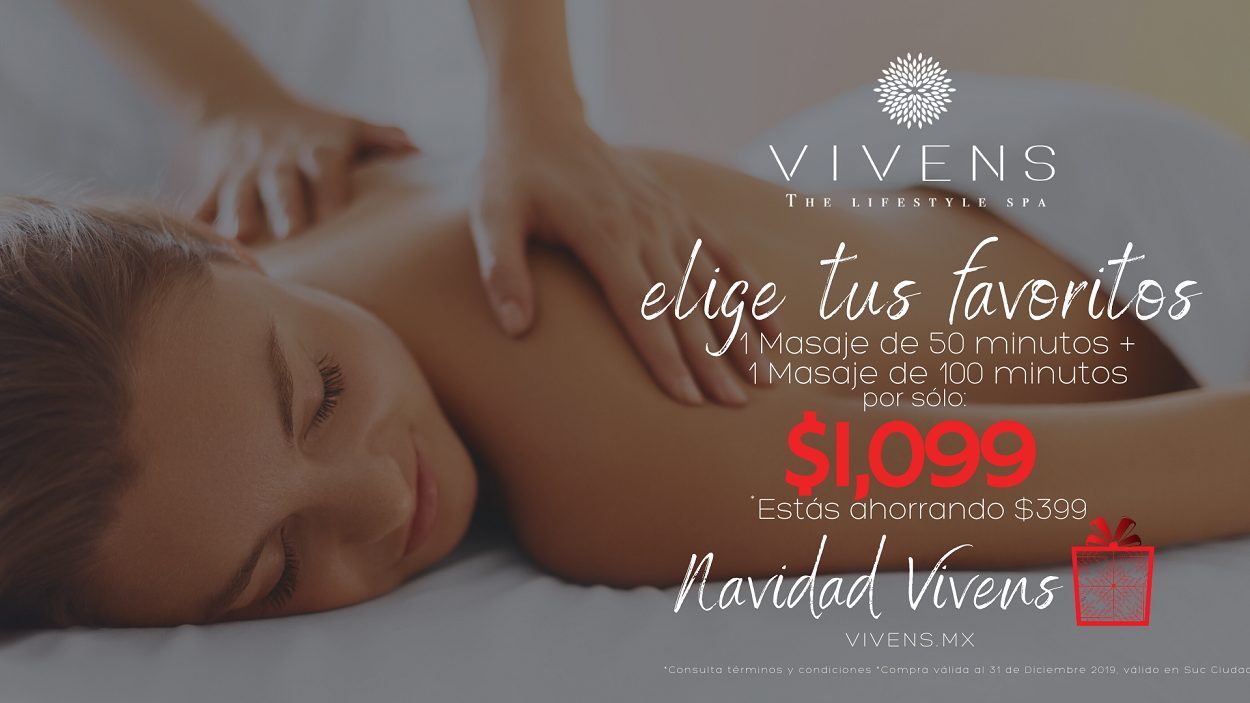 VIVENS
THE LIFESTYLE SPA
elige tus favoritos
1 Masaje de 50 minutos +
1 Masaje de 100 minutos
por sólo:
$1,099
*Estás ahorrando $399
Navidad Vivens
VIVENS.MX
*Consulta términos y condiciones *Compra válida al 31 de Diciembre 2019, válido en Suc Ciudad